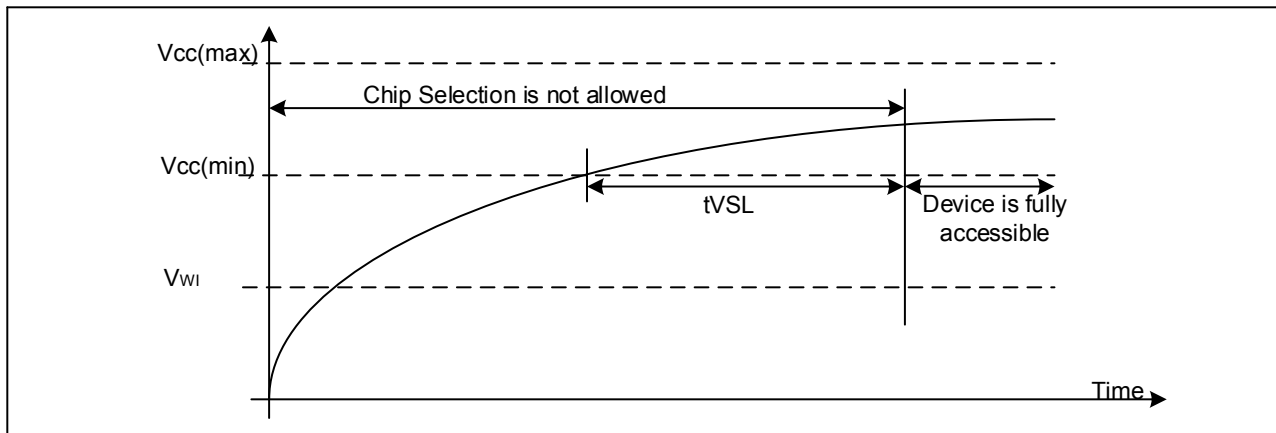 Vcc(max)
Chip Selection is not allowed
Vcc(min)
tVSL
Device is fully
accessible
VWI
Time